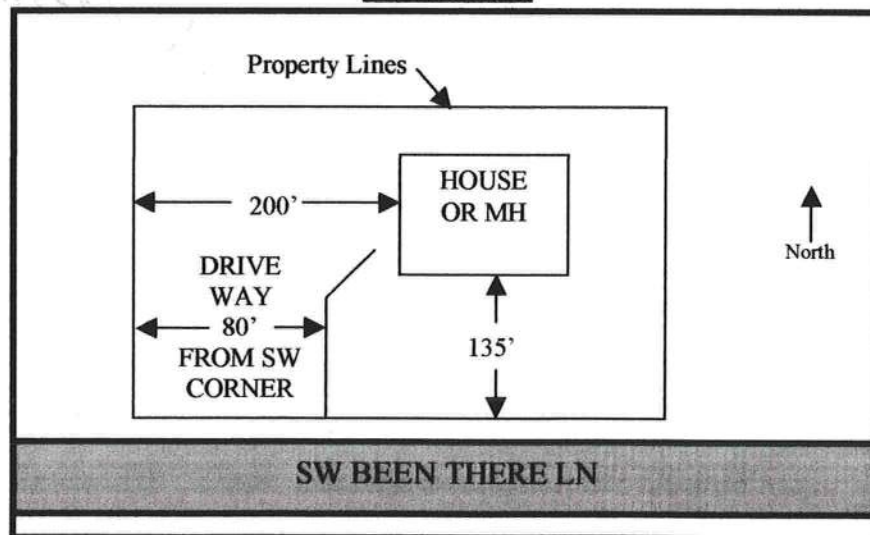 Property Lines
HOUSE
OR MH
200’
North
DRIVE
WAY
80’
FROM SW
CORNER
135’
SW BEEN THERE LN